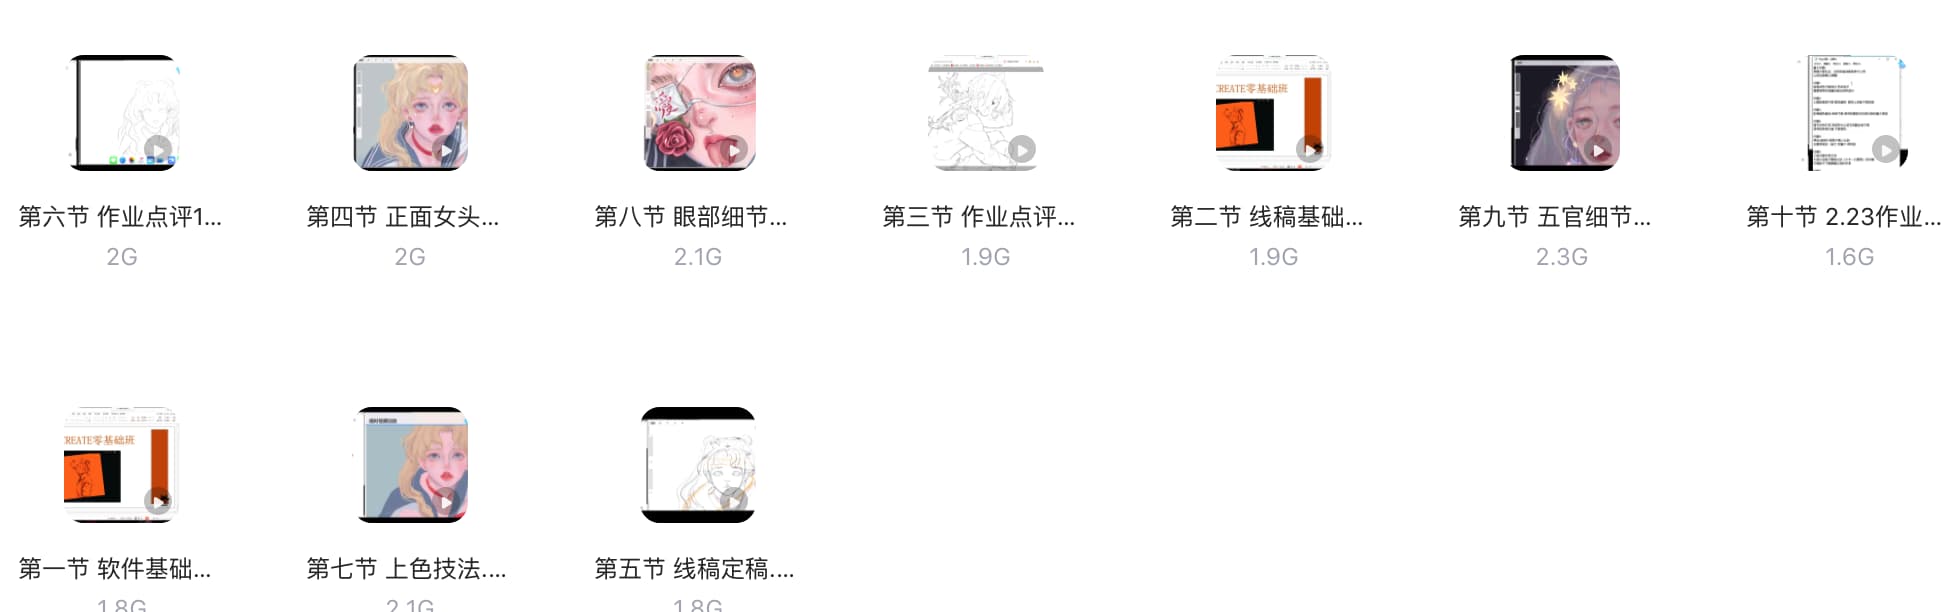 CREATE零基础班
第六节 作业点评1...
第四节 正面女头...
第八节 眼部细节...
第三节 作业点评...
第二节 线稿基础...
第九节 五官细节...
第十节 2.23作业...
2G
2G
2.1G
1.9G
1.9G
2.3G
1.6G
REATE零基础班
第一节 软件基础...
第七节 上色技法....
第五节 线稿定稿....
1.8G
2.1G
1.8G